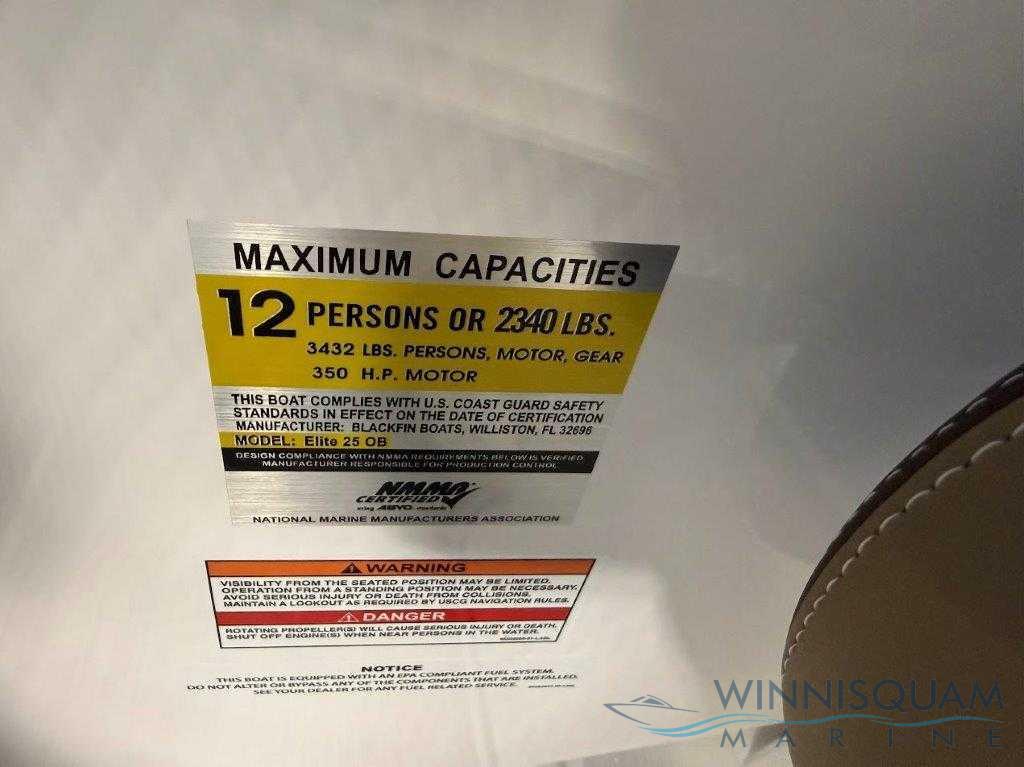 MAXIMUM CAPACITIES
12 PERSONS OR 2340 LBS.
3432 LBS. PERSONS, MOTOR, GEAR
350 H.P. MOTOR
THIS BOAT COMPLIES WITH U.S. COAST GUARD SAFETY
STANDARDS IN EFFECT ON THE DATE OF CERTIFICATION
MANUFACTURER: BLACKFIN BOATS, WILLISTON, FL 32696
MODEL: Elite 25 OB
DESIGN COMPLIANCE WITH NMMA REQUIREMENTS BELOW IS VERIFIED.
MANUFACTURER RESPONSIBLE FOR PRODUCTION CONTROL
NMMA
CERTIFIED
using ABYC standards
NATIONAL MARINE MANUFACTURERS ASSOCIATION
WARNING
VISIBILITY FROM THE SEATED POSITION MAY BE LIMITED.
OPERATION FROM A STANDING POSITION MAY BE NECESSARY.
AVOID SERIOUS INJURY OR DEATH FROM COLLISIONS.
MAINTAIN A LOOKOUT AS REQUIRED BY USCG NAVIGATION RULES.
DANGER
ROTATING PROPELLER(S) WILL CAUSE SERIOUS INJURY OR DEATH.
SHUT OFF ENGINE(S) WHEN NEAR PERSONS IN THE WATER.
NOTICE
THIS BOAT IS EQUIPPED WITH AN EPA COMPLIANT FUEL SYSTEM.
DO NOT ALTER OR BYPASS ANY OF THE COMPONENTS THAT ARE INSTALLED.
SEE YOUR DEALER FOR ANY FUEL RELATED SERVICE.
WINNISQUAM
MARINE